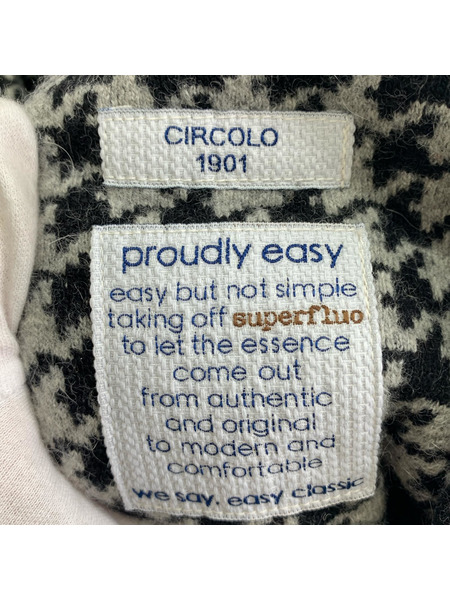 CIRCOLO
1901
proudly easy
easy but not simple
taking off superfluo
to let the essence
come out
from authentic
and original
to modern and
comfortable
we say. easy classic